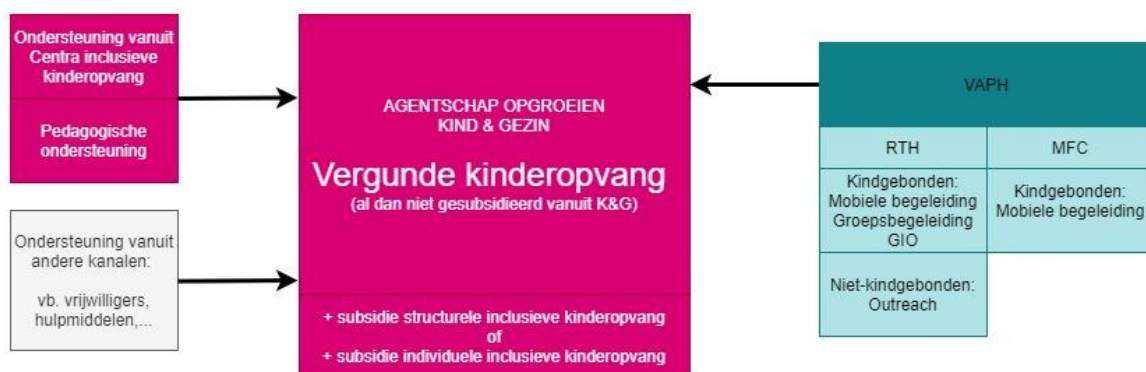 Ondersteuning vanuit
Centra inclusieve
kinderopvang
Pedagogische
ondersteuning
Ondersteuning vanuit
andere kanalen:
vb. vrijwilligers,
hulpmiddelen,...
AGENTSCHAP OPGROEIEN
KIND & GEZIN
Vergunde kinderopvang
(al dan niet gesubsidieerd vanuit K&G)
+ subsidie structurele inclusieve kinderopvang
of
+ subsidie individuele inclusieve kinderopvang
VAPH
RTH
MFC
Kindgebonden:
Mobiele begeleiding
Groepsbegeleiding
GIO
Kindgebonden:
Mobiele begeleiding
Niet-kindgebonden:
Outreach